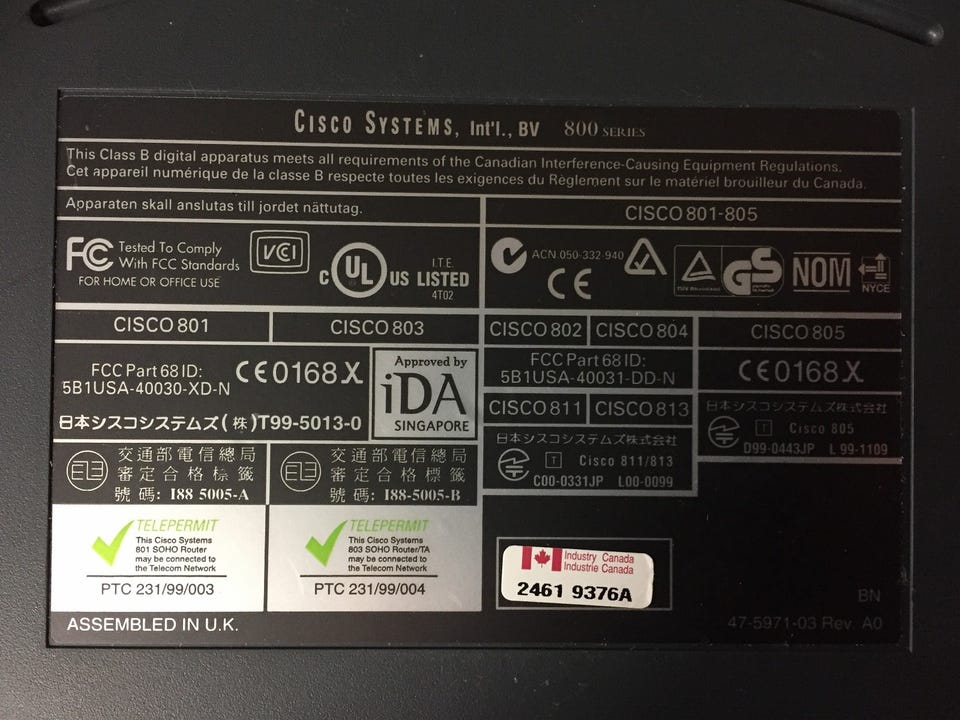 CISCO SYSTEMS, Int'l., BV 800 SERIES
This Class B digital apparatus meets all requirements of the Canadian Interference-Causing Equipment Regulations.
Cet appareil numérique de la classe B respecte toutes les exigences du Règlement sur le matériel brouilleur du Canada.
Apparaten skall anslutas till jordet nättutag.
CISCO 801-805
FC Tested To Comply
With FCC Standards
FOR HOME OR OFFICE USE
VCI
C UL US LISTED
I.T.E.
4T02
ACN 050-332-940
CE
A
TÜV Rheinland
GS
NOM
NYCE
CISCO 801
CISCO 803
CISCO 802
CISCO 804
CISCO 805
FCC Part 68 ID:
5B1USA-40030-XD-N
CE0168X
日本シスコシステムズ(株)T99-5013-0
Approved by
iDA
SINGAPORE
FCC Part 68 ID:
5B1USA-40031-DD-N
CE0168X
CISCO 811
CISCO 813
日本シスコシステムズ株式会社
T Cisco 811/813
C00-0331JP L00-0099
日本シスコシステムズ株式会社
T Cisco 805
D99-0443JP L 99-1109
交通部電信總局
審定合格標籤
號碼: I88 5005-A
交通部電信總局
審定合格標籤
號碼: I88-5005-B
TELEPERMIT
This Cisco Systems
801 SOHO Router
may be connected to
the Telecom Network
PTC 231/99/003
TELEPERMIT
This Cisco Systems
803 SOHO Router/TA
may be connected to
the Telecom Network
PTC 231/99/004
Industry Canada
Industrie Canada
2461 9376A
ASSEMBLED IN U.K.
BN
47-5971-03 Rev. A0